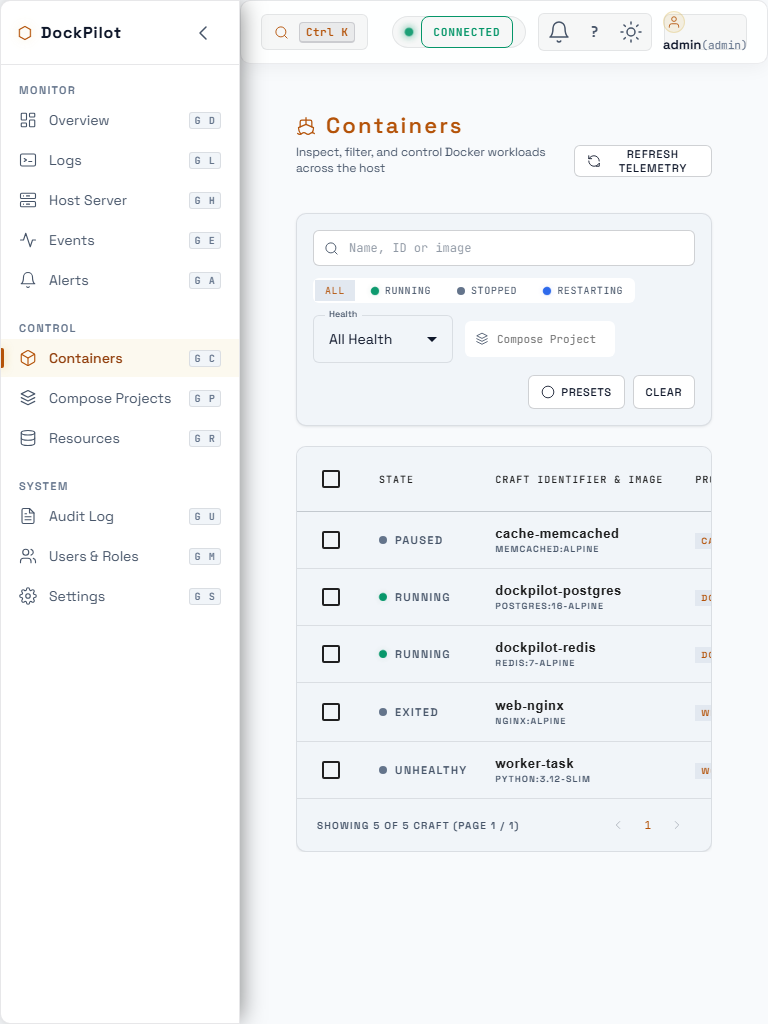 DockPilot
MONITOR
Overview
G D
Logs
G L
Host Server
G H
Events
G E
Alerts
G A
CONTROL
Containers
G C
Compose Projects
G P
Resources
G R
SYSTEM
Audit Log
G U
Users & Roles
G M
Settings
G S
Ctrl K
CONNECTED
?
admin(admin)
Containers
Inspect, filter, and control Docker workloads
across the host
REFRESH
TELEMETRY
Name, ID or image
ALL
RUNNING
STOPPED
RESTARTING
Health
All Health
Compose Project
PRESETS
CLEAR
STATE
CRAFT IDENTIFIER & IMAGE
PAUSED
cache-memcached
MEMCACHED:ALPINE
RUNNING
dockpilot-postgres
POSTGRES:16-ALPINE
RUNNING
dockpilot-redis
REDIS:7-ALPINE
EXITED
web-nginx
NGINX:ALPINE
UNHEALTHY
worker-task
PYTHON:3.12-SLIM
SHOWING 5 OF 5 CRAFT (PAGE 1 / 1)
1